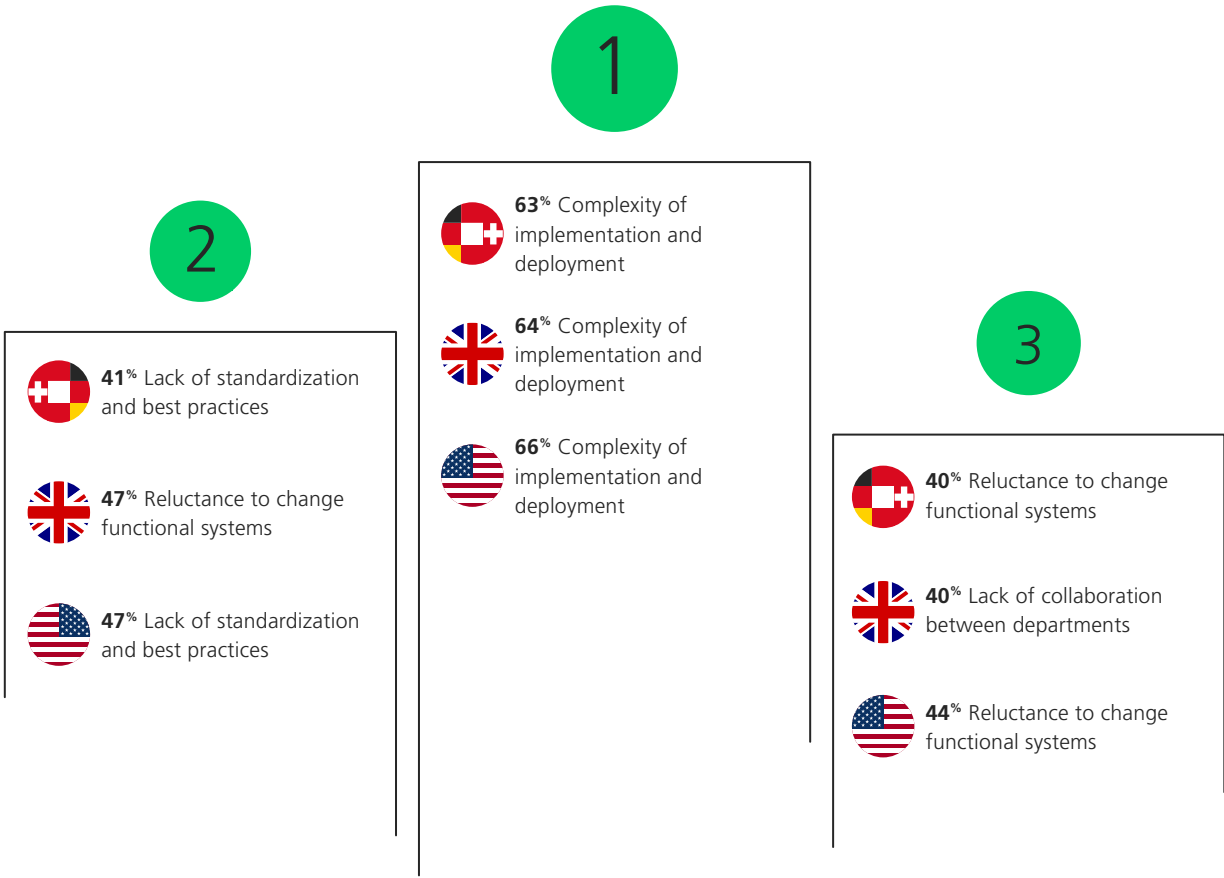 1
63% Complexity of
implementation and
deployment
64% Complexity of
implementation and
deployment
66% Complexity of
implementation and
deployment
2
41% Lack of standardization
and best practices
47% Reluctance to change
functional systems
47% Lack of standardization
and best practices
3
40% Reluctance to change
functional systems
40% Lack of collaboration
between departments
44% Reluctance to change
functional systems